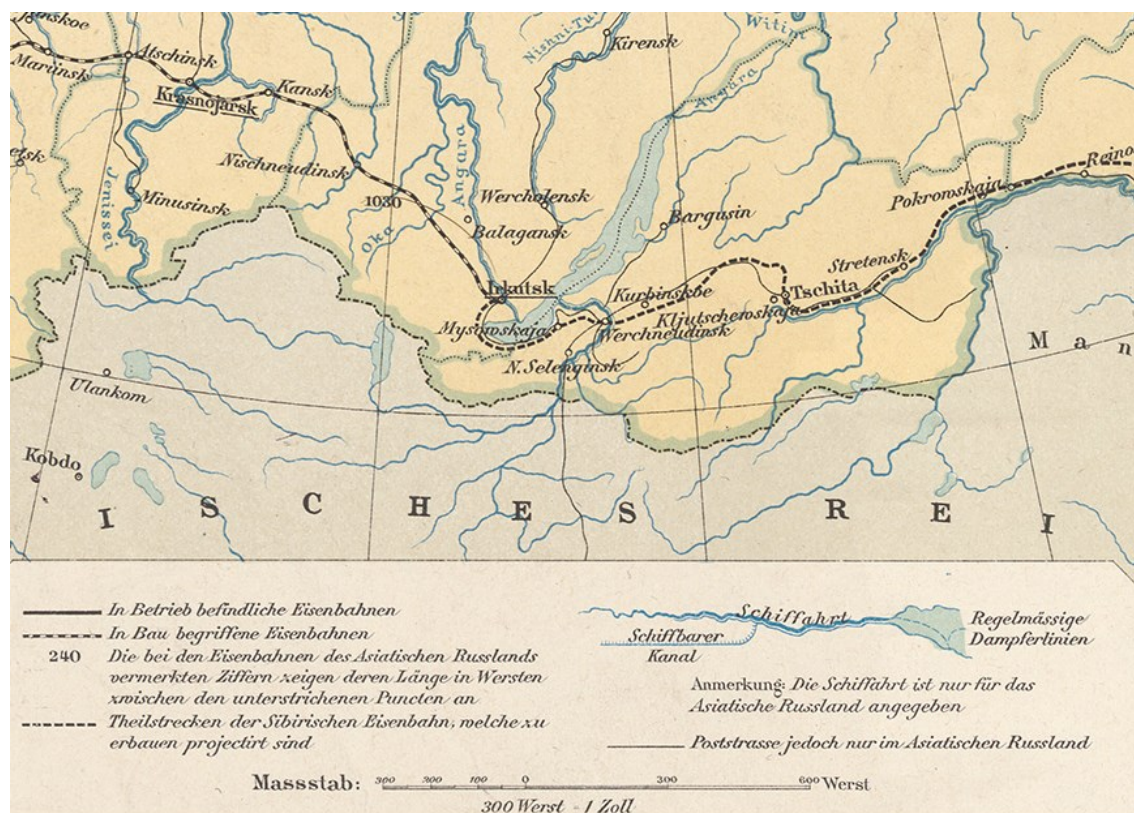 Kirensk
Witim
Atschinsk
Mariinsk
Krasnojarsk
Kansk
Angara
Nischneudinsk
Jenissei
Minusinsk
1030
Angara
Wercholensk
Oka
Balagansk
Bargusin
Pokrowskaja
Stretensk
Irkutsk
Kurbinskoe
Tschita
Kljutschewskaja
Mysowskaja
Werchneudinsk
N. Selenginsk
Ulankom
Kobdo
Man
ISCHES REI
In Betrieb befindliche Eisenbahnen
In Bau begriffene Eisenbahnen
240 Die bei den Eisenbahnen des Asiatischen Russlands
vermerkten Ziffern zeigen deren Länge in Wersten
zwischen den unterstrichenen Puncten an
Theilstrecken der Sibirischen Eisenbahn, welche zu
erbauen projectirt sind
Schiffahrt
Regelmässige
Dampferlinien
Schiffbarer
Kanal
Anmerkung: Die Schiffahrt ist nur für das
Asiatische Russland angegeben
Poststrasse jedoch nur im Asiatischen Russland
Massstab: 300 200 100 0 300 600 Werst
300 Werst - 1 Zoll